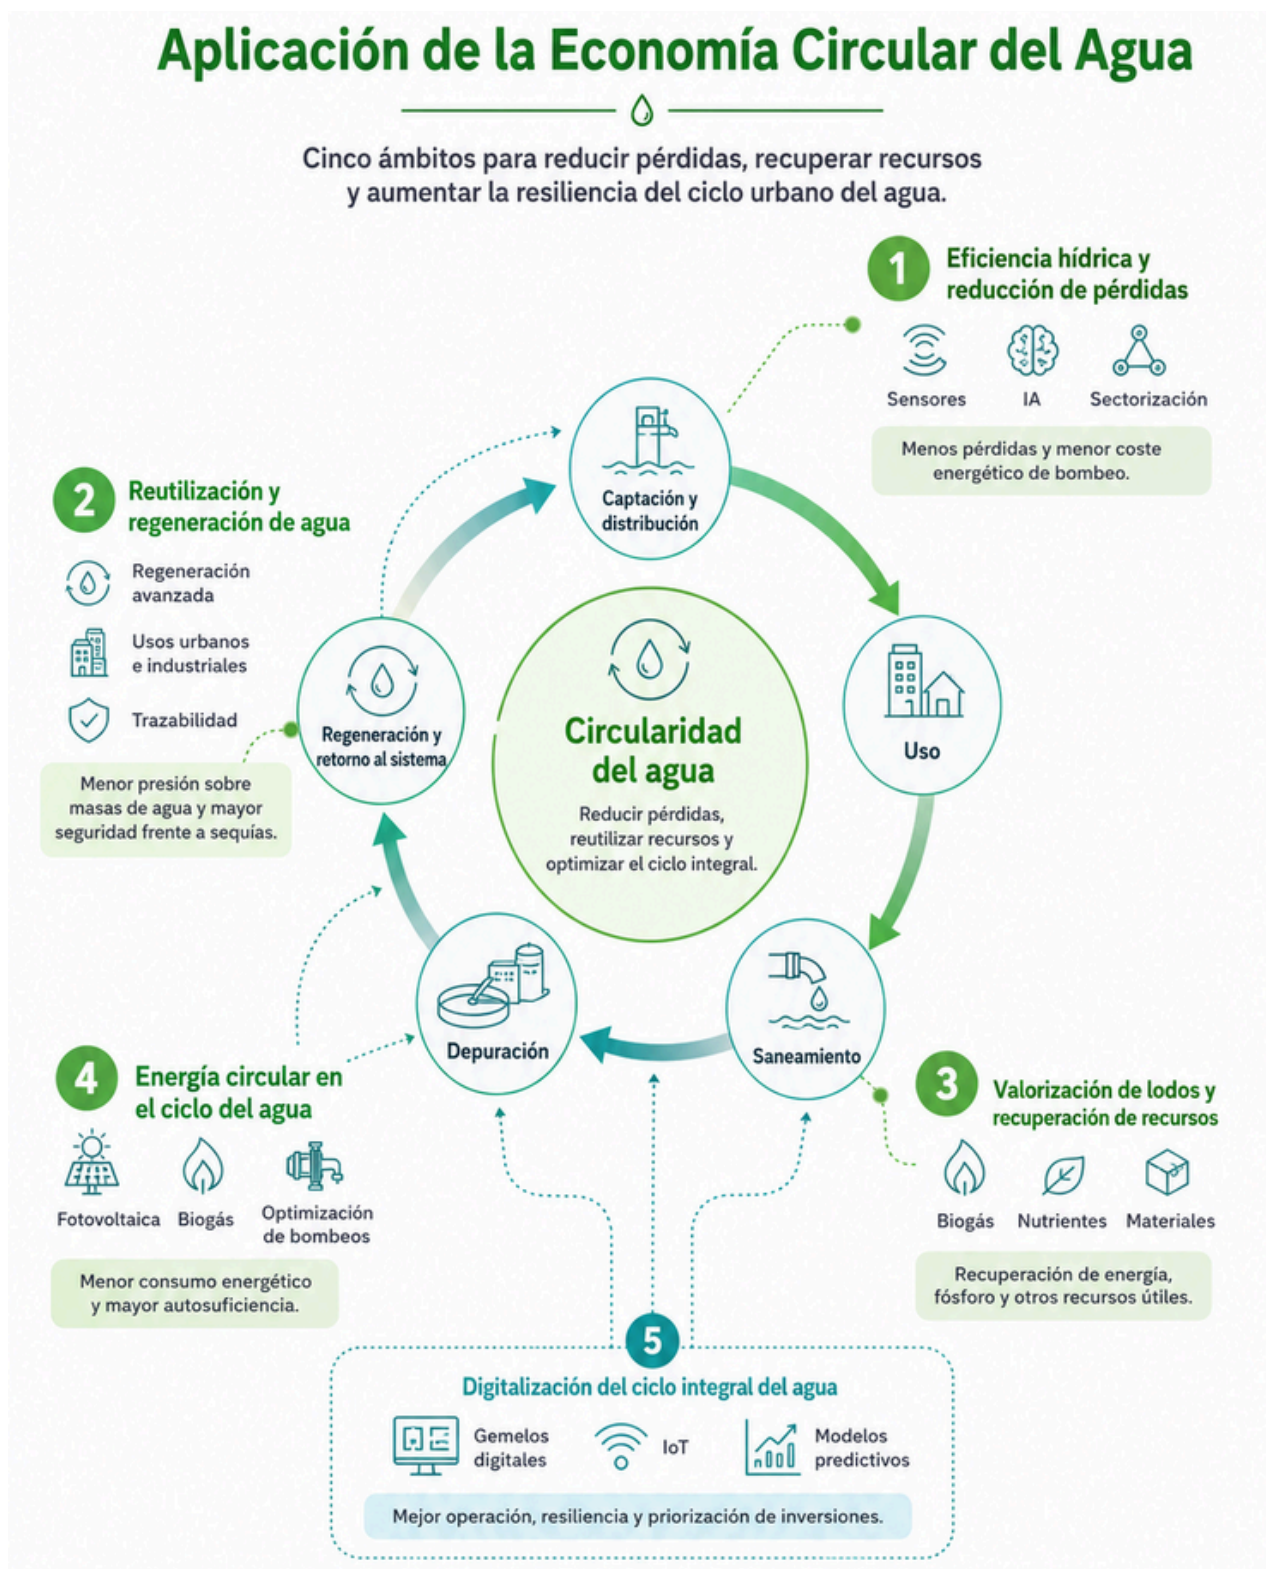 Aplicación de la Economía Circular del Agua
Cinco ámbitos para reducir pérdidas, recuperar recursos
y aumentar la resiliencia del ciclo urbano del agua.
1
Eficiencia hídrica y
reducción de pérdidas
Sensores
IA
Sectorización
Menos pérdidas y menor coste
energético de bombeo.
Captación y
distribución
2
Reutilización y
regeneración de agua
Regeneración
avanzada
Usos urbanos
e industriales
Trazabilidad
Menor presión sobre
masas de agua y mayor
seguridad frente a sequías.
Regeneración y
retorno al sistema
Circularidad
del agua
Reducir pérdidas,
reutilizar recursos y
optimizar el ciclo integral.
Uso
Depuración
Saneamiento
4
Energía circular en
el ciclo del agua
Fotovoltaica
Biogás
Optimización
de bombeos
Menor consumo energético
y mayor autosuficiencia.
3
Valorización de lodos y
recuperación de recursos
Biogás
Nutrientes
Materiales
Recuperación de energía,
fósforo y otros recursos útiles.
5
Digitalización del ciclo integral del agua
Gemelos
digitales
IoT
Modelos
predictivos
Mejor operación, resiliencia y priorización de inversiones.